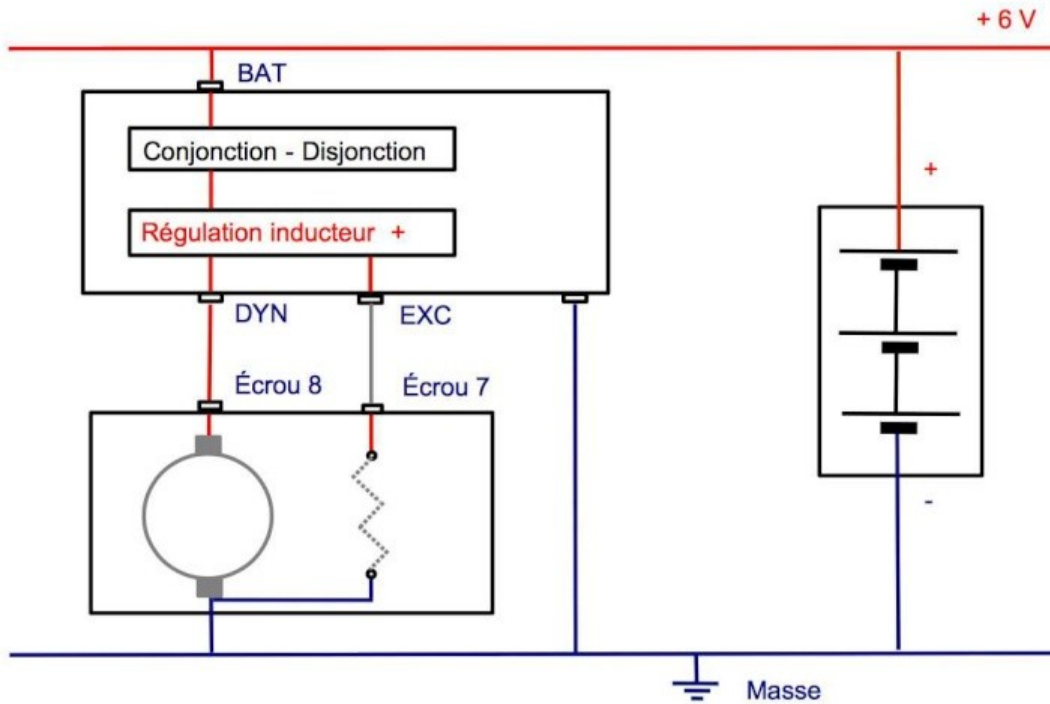 + 6 V
BAT
Conjonction - Disjonction
+
Régulation inducteur +
DYN
EXC
Écrou 8
Écrou 7
-
Masse